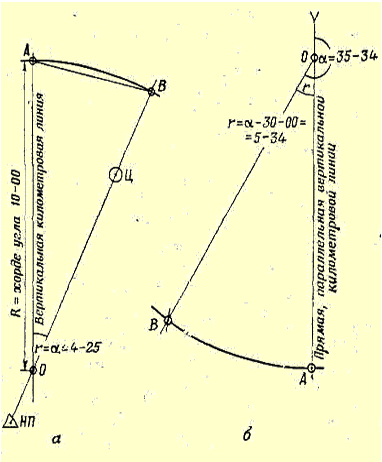 А
В
R = хорде угла 10-00
Вертикальная километровая линия
Ц
r=α=4-25
О
НП
а
У
О
α=35-34
r
r=α-30-00=
=5-34
Прямая, параллельная вертикальной
километровой линии
В
А
б